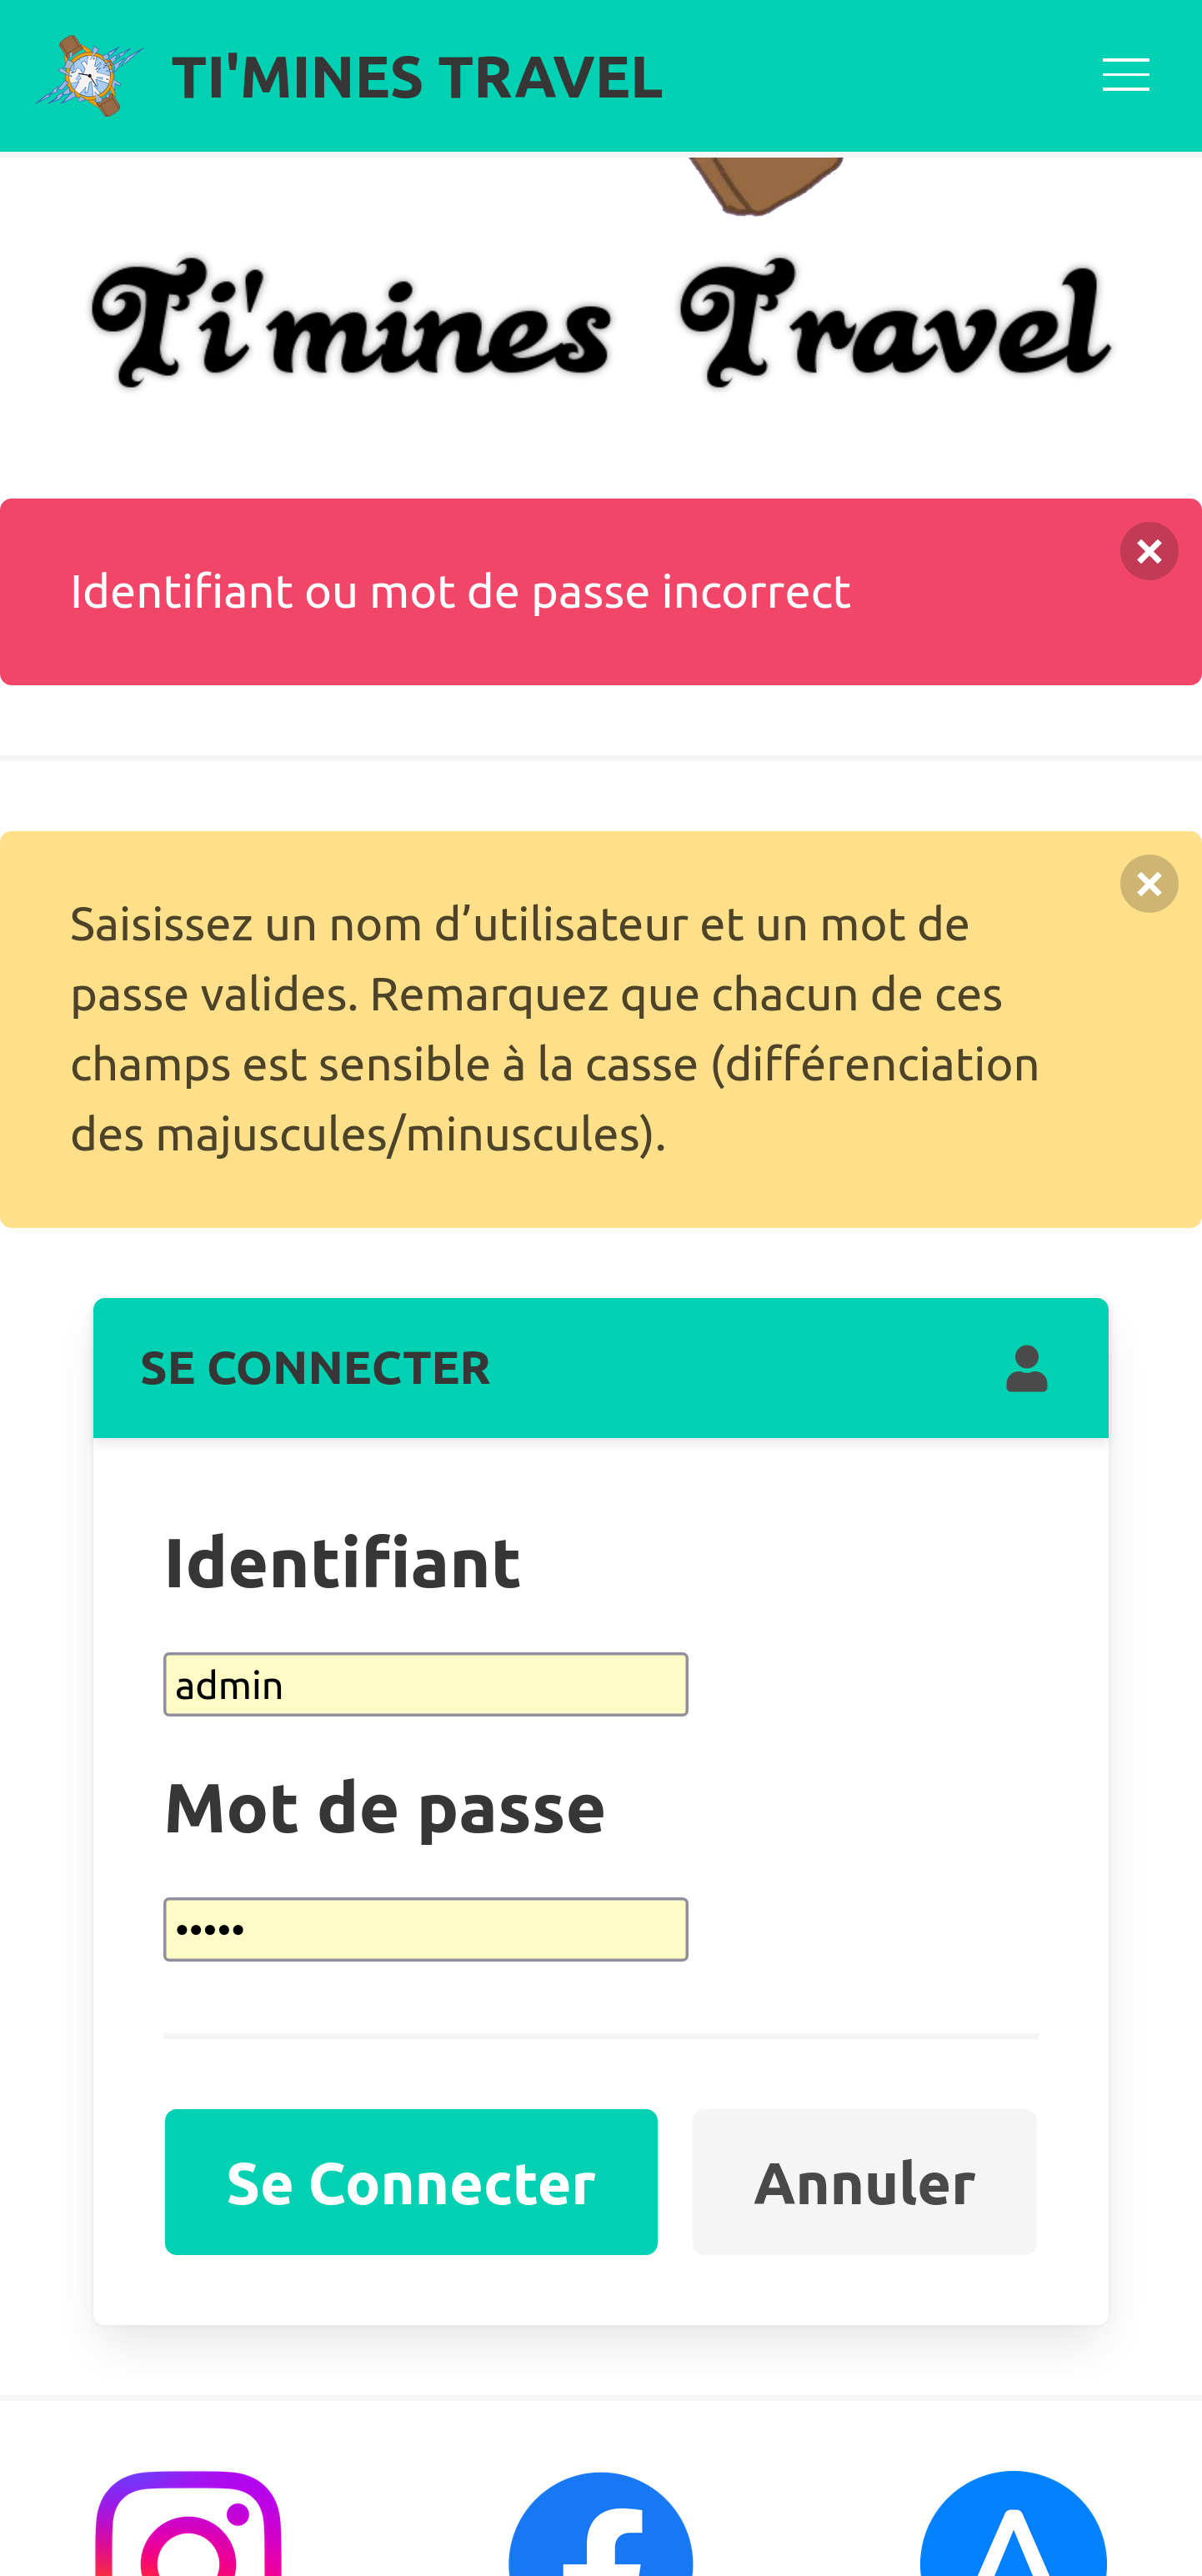 TI'MINES TRAVEL
Ti'mines Travel
Identifiant ou mot de passe incorrect
Saisissez un nom d’utilisateur et un mot de
passe valides. Remarquez que chacun de ces
champs est sensible à la casse (différenciation
des majuscules/minuscules).
SE CONNECTER
Identifiant
admin
Mot de passe
•••••
Se Connecter Annuler